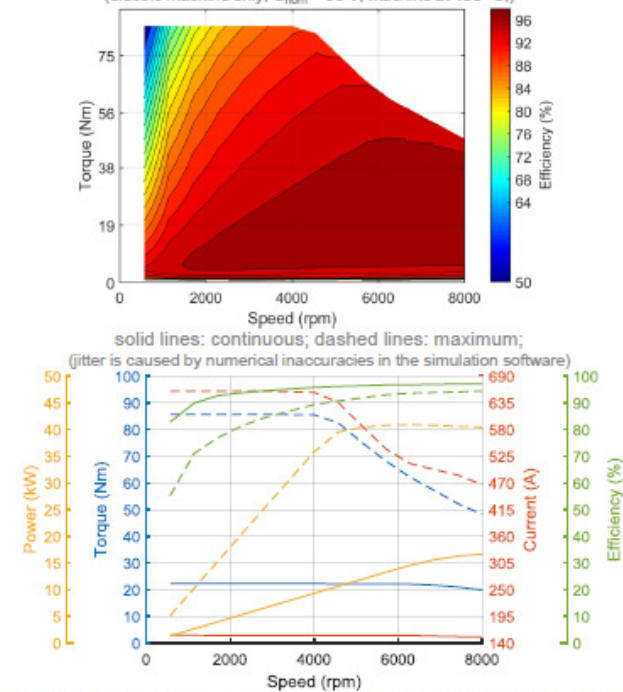 75
56
38
19
0
Torque (Nm)
0 2000 4000 6000 8000
Speed (rpm)
96
92
88
84
80
76
72
68
64
50
Efficiency (%)
solid lines: continuous; dashed lines: maximum;
(jitter is caused by numerical inaccuracies in the simulation software)
50 100 690 100
45 90 635 90
40 80 580 80
35 70 525 70
30 60 470 60
25 50 415 50
20 40 360 40
15 30 305 30
10 20 250 20
5 10 195 10
0 0 140 0
Power (kW)
Torque (Nm)
Current (A)
Efficiency (%)
0 2000 4000 6000 8000
Speed (rpm)